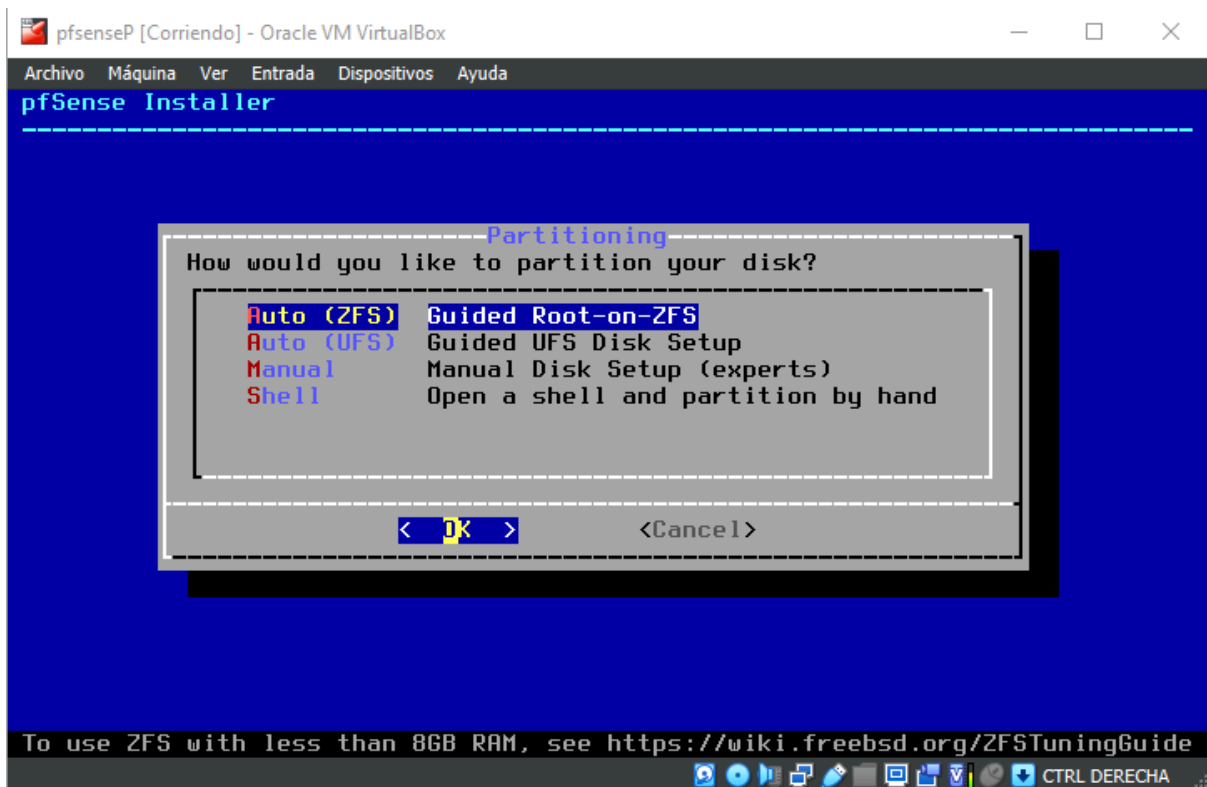 pfsenseP [Corriendo] - Oracle VM VirtualBox
Archivo Máquina Ver Entrada Dispositivos Ayuda
pfSense Installer
Partitioning
How would you like to partition your disk?
Auto (ZFS) Guided Root-on-ZFS
Auto (UFS) Guided UFS Disk Setup
Manual Manual Disk Setup (experts)
Shell Open a shell and partition by hand
< OK > <Cancel>
To use ZFS with less than 8GB RAM, see https://wiki.freebsd.org/ZFSTuningGuide
CTRL DERECHA